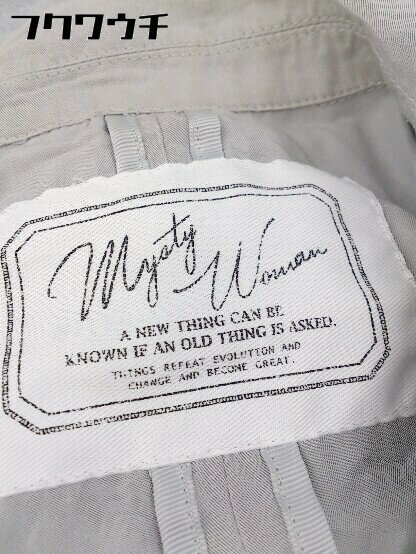 フクワウチ
Mysty
Woman
A NEW THING CAN BE
KNOWN IF AN OLD THING IS ASKED.
THINGS REPEAT EVOLUTION AND
CHANGE AND BECOME GREAT.